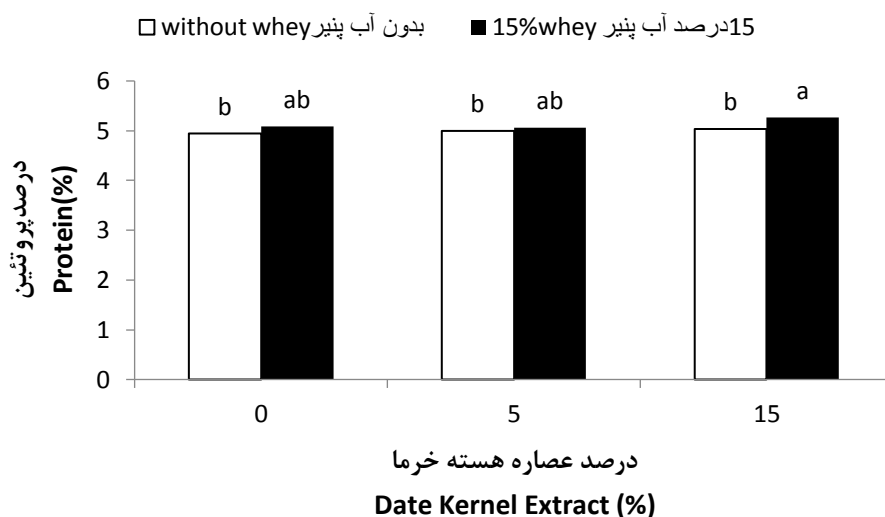 بدون آب پنیر without whey
15درصد آب پنیر 15%whey
6
5
4
3
2
1
0
درصد پروتئین
Protein(%)
b ab b ab b a
0 5 15
درصد عصاره هسته خرما
Date Kernel Extract (%)